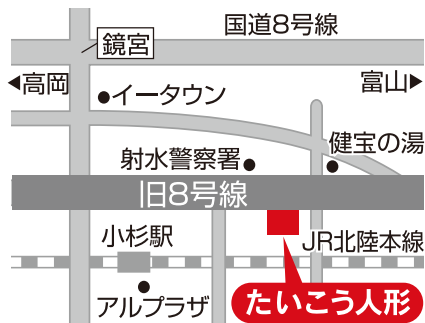 国道8号線
鏡宮
◀高岡
富山▶
●イータウン
健宝の湯
射水警察署●
旧8号線
小杉駅
JR北陸本線
アルプラザ
たいこう人形